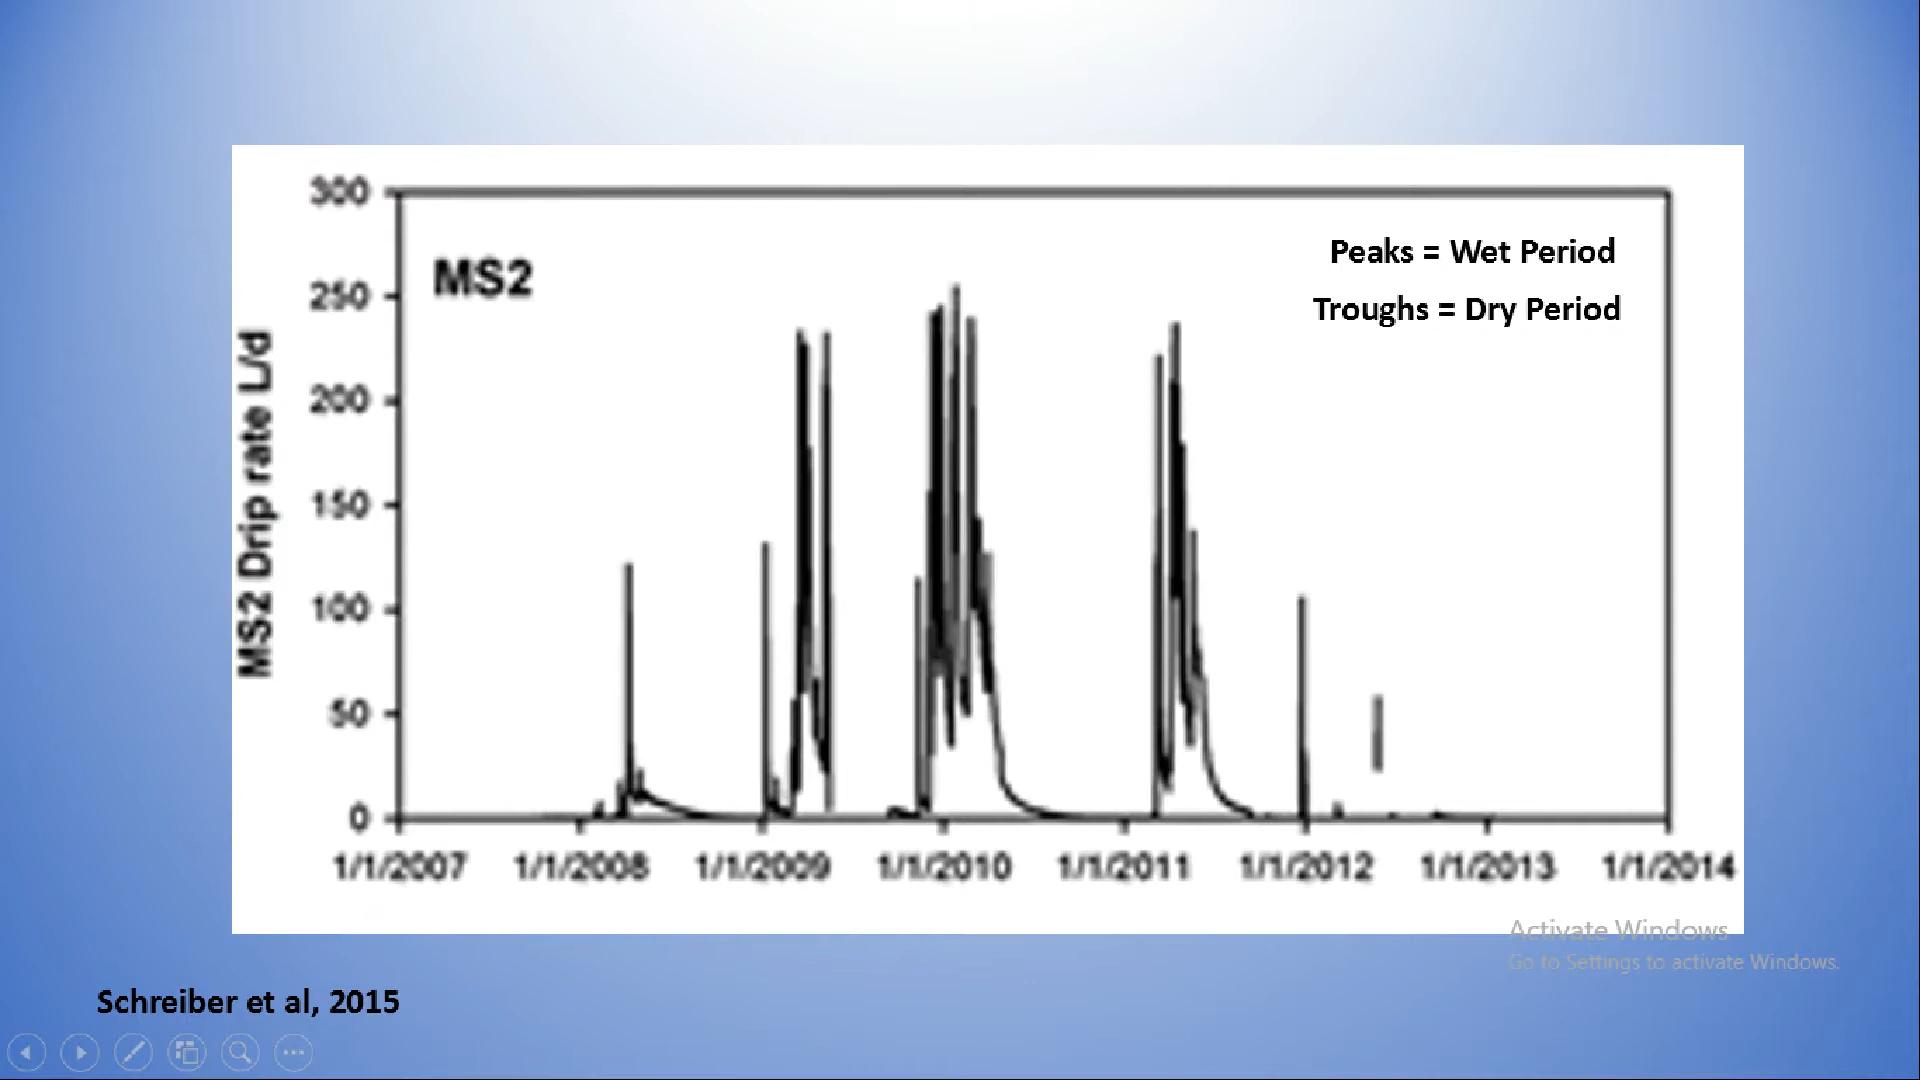 300
MS2
250
200
150
100
50
0
MS2 Drip rate L/d
Peaks = Wet Period
Troughs = Dry Period
1/1/2007 1/1/2008 1/1/2009 1/1/2010 1/1/2011 1/1/2012 1/1/2013 1/1/2014
Activate Windows
Go to Settings to activate Windows.
Schreiber et al, 2015